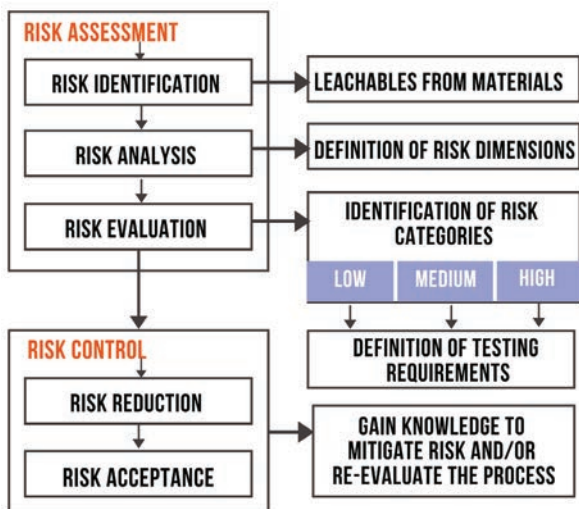 RISK ASSESSMENT
RISK IDENTIFICATION
LEACHABLES FROM MATERIALS
RISK ANALYSIS
DEFINITION OF RISK DIMENSIONS
RISK EVALUATION
IDENTIFICATION OF RISK
CATEGORIES
LOW
MEDIUM
HIGH
DEFINITION OF TESTING
REQUIREMENTS
RISK CONTROL
RISK REDUCTION
RISK ACCEPTANCE
GAIN KNOWLEDGE TO
MITIGATE RISK AND/OR
RE-EVALUATE THE PROCESS